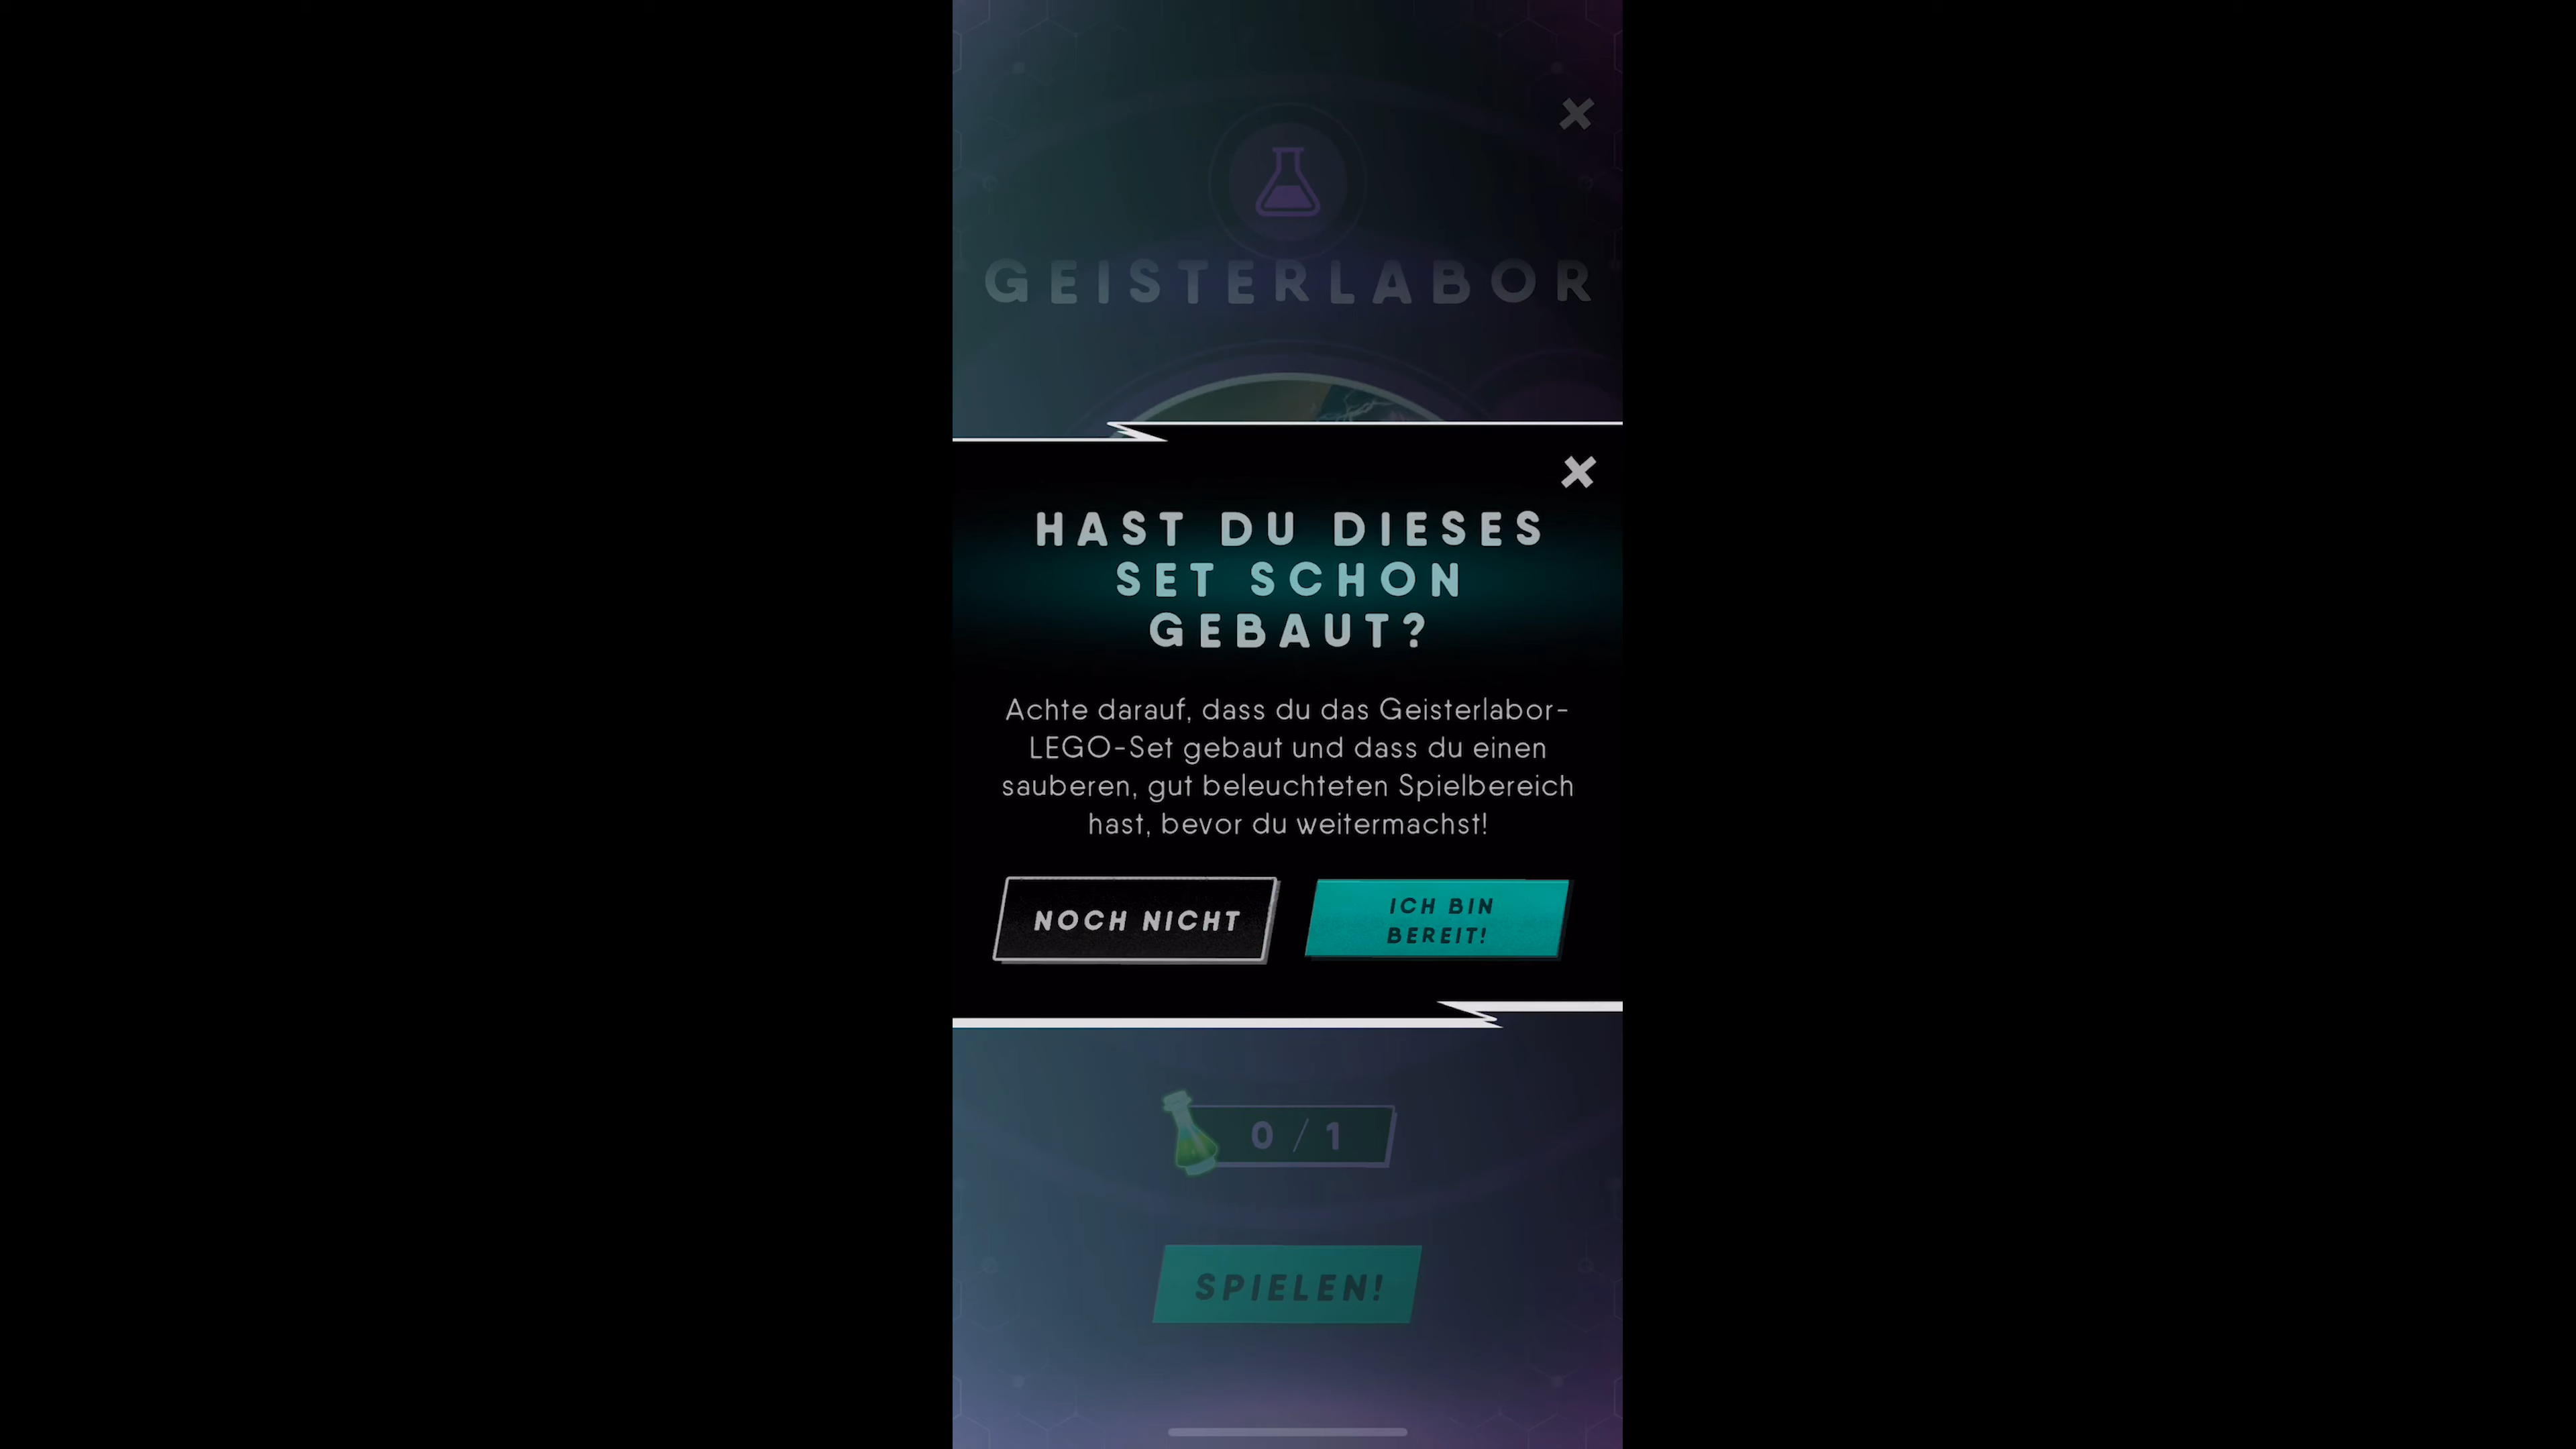 GEISTERLABOR
HAST DU DIESES
SET SCHON
GEBAUT?
Achte darauf, dass du das Geisterlabor-
LEGO-Set gebaut und dass du einen
sauberen, gut beleuchteten Spielbereich
hast, bevor du weitermachst!
NOCH NICHT
ICH BIN
BEREIT!
0 / 1
SPIELEN!